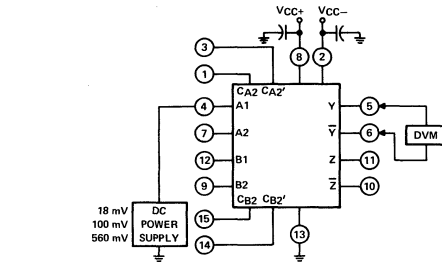 VCC+ VCC−
3 8 2
1
CA2 CA2'
4 A1 Y 5
7 A2 Y̅ 6 DVM
12 B1 Z 11
9 B2 Z̅ 10
CB2 CB2'
18 mV DC
100 mV POWER
560 mV SUPPLY
15 13
14